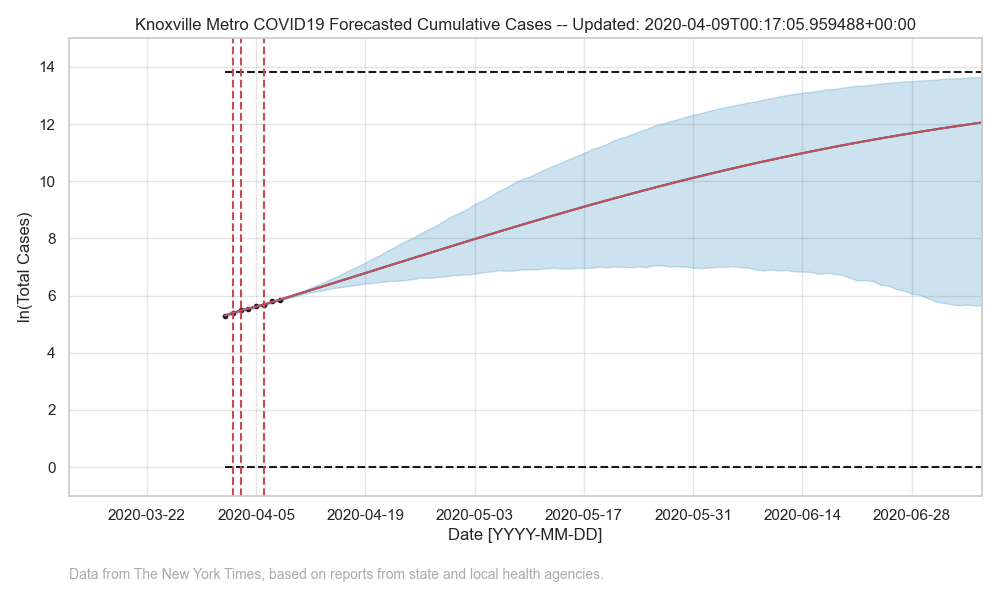 Knoxville Metro COVID19 Forecasted Cumulative Cases -- Updated: 2020-04-09T00:17:05.959488+00:00
ln(Total Cases)
14
12
10
8
6
4
2
0
2020-03-22 2020-04-05 2020-04-19 2020-05-03 2020-05-17 2020-05-31 2020-06-14 2020-06-28
Date [YYYY-MM-DD]
Data from The New York Times, based on reports from state and local health agencies.